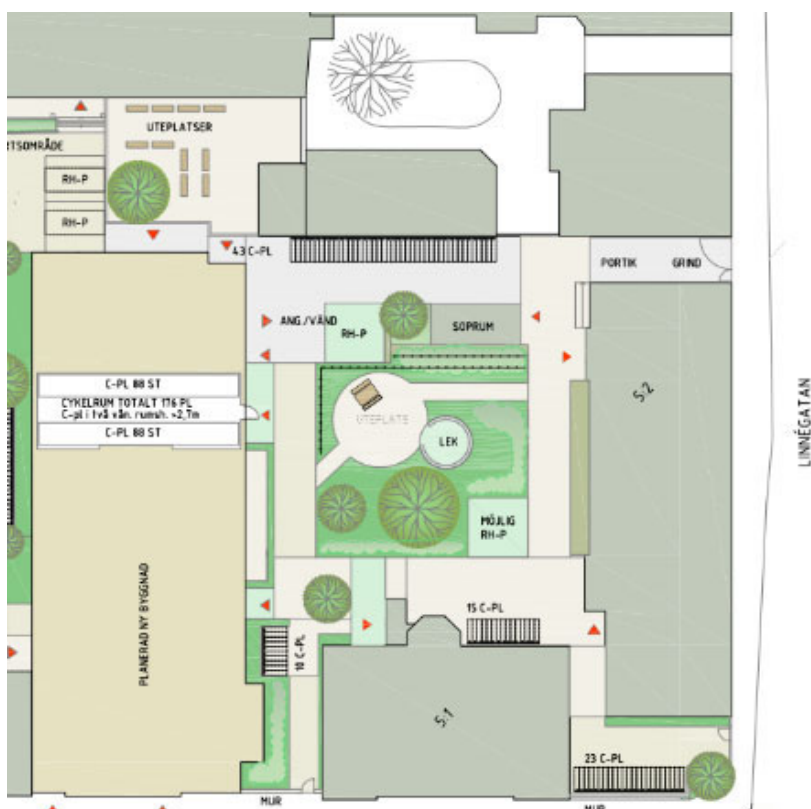 UTEPLATSER
RTSOMRÅDE
RH-P
RH-P
43 C-PL
PORTIK GRIND
ANG./VÄND
RH-P
SOPRUM
C-PL 88 ST
CYKELRUM TOTALT 176 PL
C-pl i två vån. rumsh. >2,7m
C-PL 88 ST
UTEPLATS
LEK
S:2
LINNÉGATAN
MÖJLIG
RH-P
PLANERAD NY BYGGNAD
15 C-PL
10 C-PL
S:1
23 C-PL
MUR
MUR